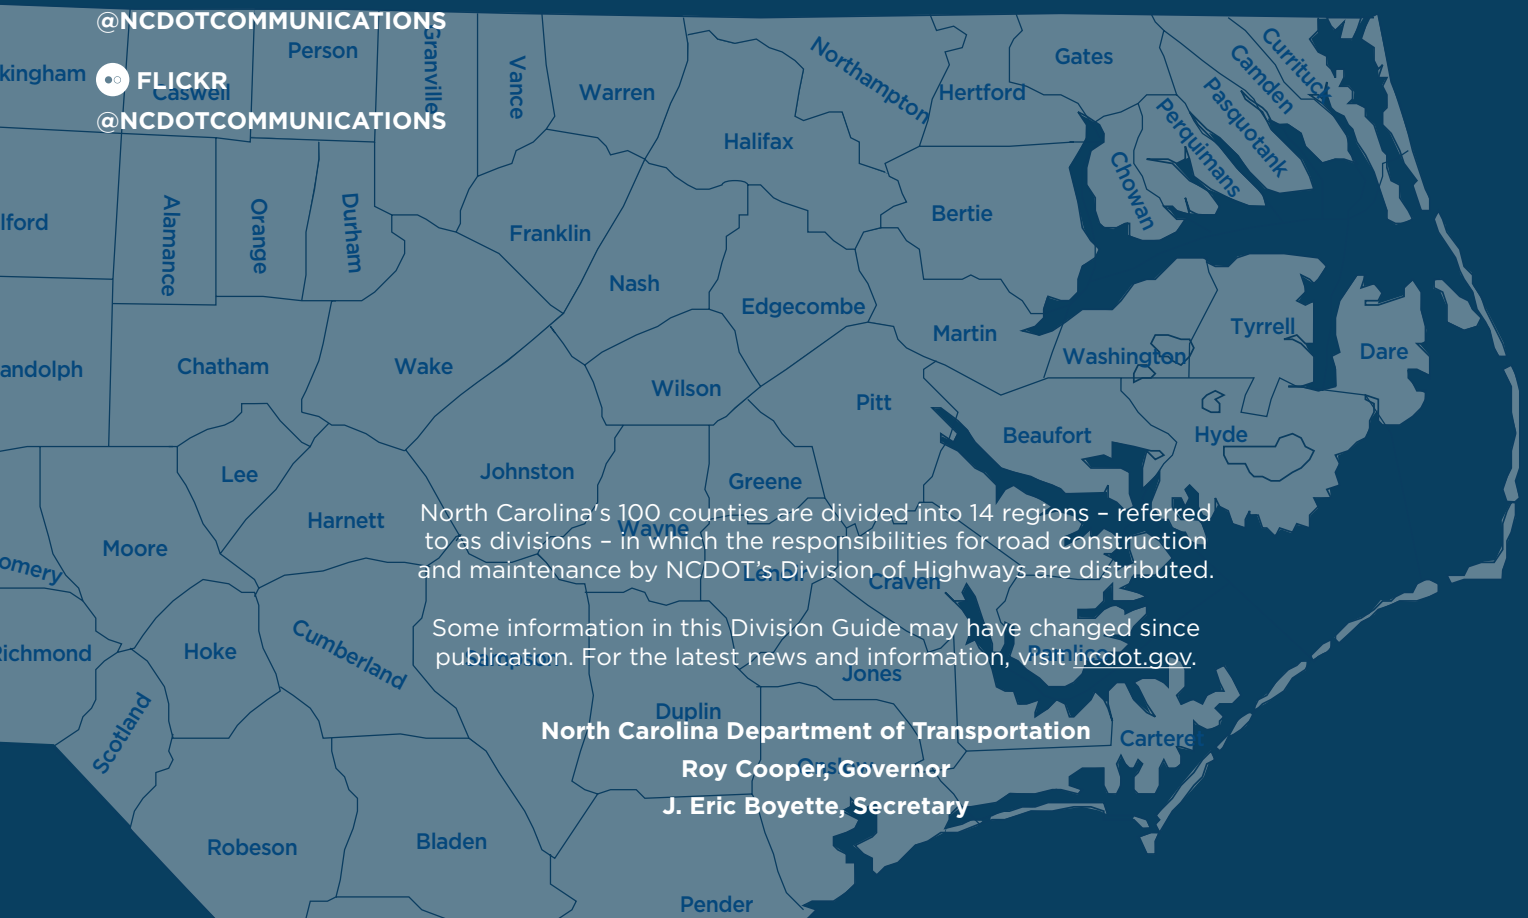 @NCDOTCOMMUNICATIONS
FLICKR
@NCDOTCOMMUNICATIONS
kingham
Caswell
Person
Granville
Vance
Warren
Northampton
Hertford
Gates
Currituck
Camden
Pasquotank
Perquimans
Chowan
Halifax
Bertie
lford
Alamance
Orange
Durham
Franklin
Nash
Edgecombe
Martin
Washington
Tyrrell
Dare
andolph
Chatham
Wake
Wilson
Pitt
Beaufort
Hyde
Lee
Johnston
Greene
Harnett
Wayne
Moore
Lenoir
Craven
omery
North Carolina's 100 counties are divided into 14 regions – referred
to as divisions – in which the responsibilities for road construction
and maintenance by NCDOT's Division of Highways are distributed.
Some information in this Division Guide may have changed since
publication. For the latest news and information, visit ncdot.gov.
ichmond
Hoke
Cumberland
Sampson
Pamlico
Jones
Scotland
Duplin
Carteret
Onslow
North Carolina Department of Transportation
Roy Cooper, Governor
J. Eric Boyette, Secretary
Robeson
Bladen
Pender